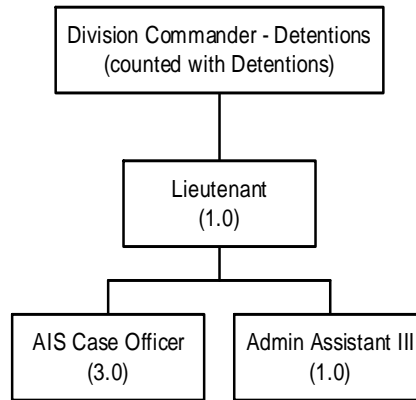 Division Commander - Detentions
(counted with Detentions)
Lieutenant
(1.0)
AIS Case Officer
(3.0)
Admin Assistant III
(1.0)